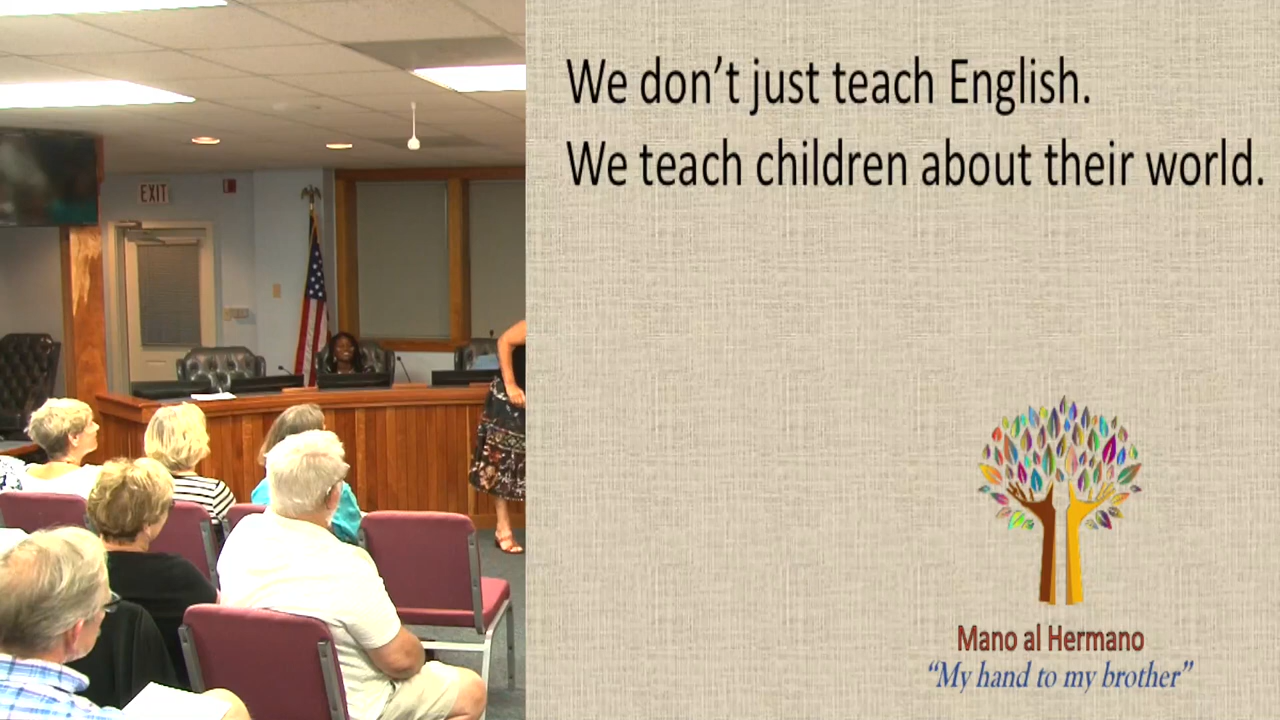 EXIT
We don't just teach English.
We teach children about their world.
Mano al Hermano
"My hand to my brother"